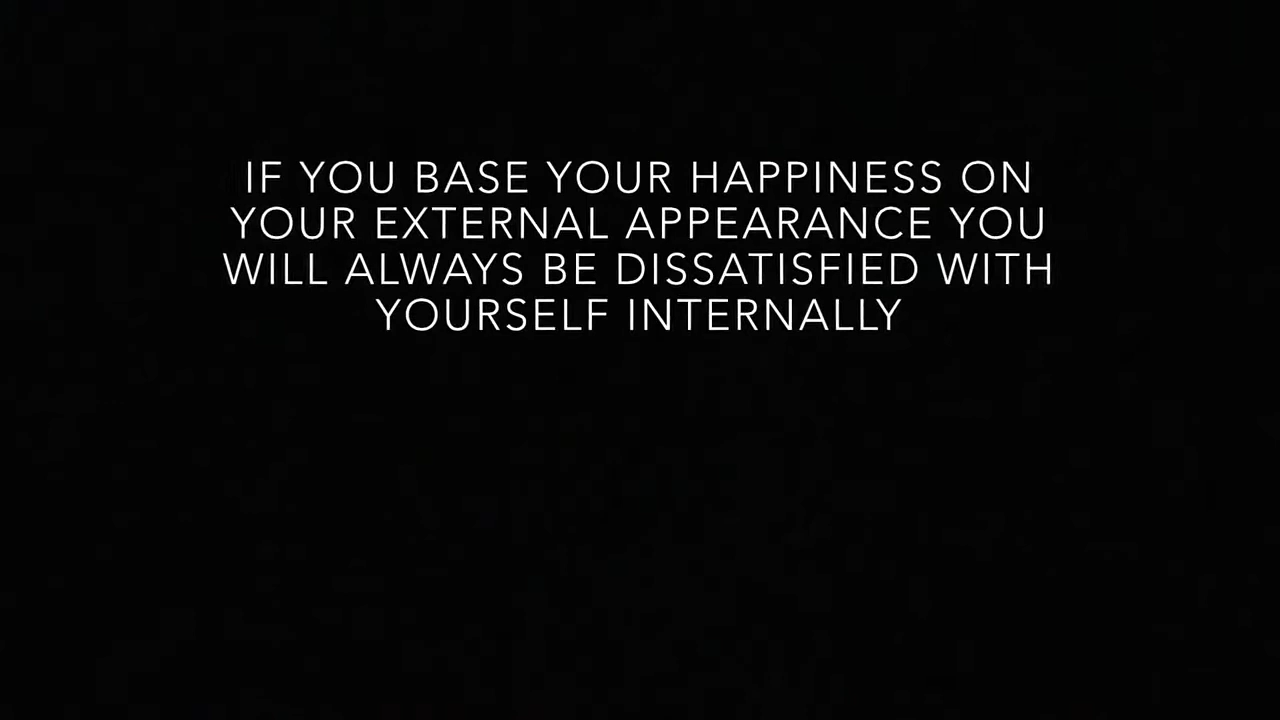 IF YOU BASE YOUR HAPPINESS ON
YOUR EXTERNAL APPEARANCE YOU
WILL ALWAYS BE DISSATISFIED WITH
YOURSELF INTERNALLY